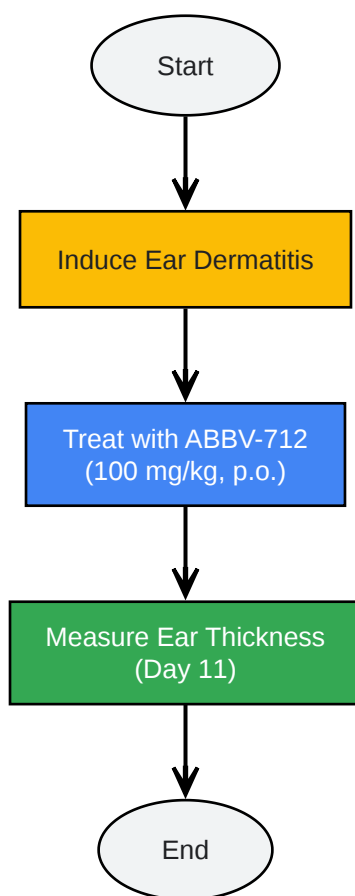 Start
Induce Ear Dermatitis
Treat with ABBV-712
(100 mg/kg, p.o.)
Measure Ear Thickness
(Day 11)
End